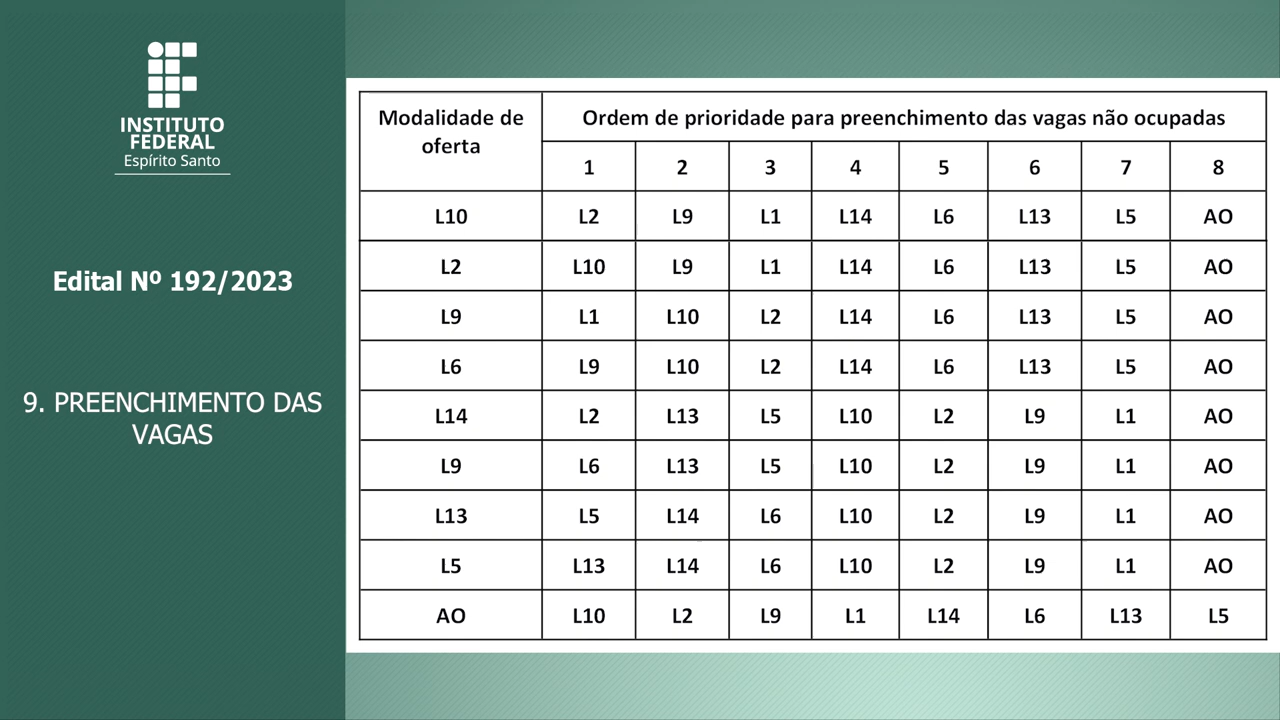 INSTITUTO
FEDERAL
Espírito Santo
Edital Nº 192/2023
9. PREENCHIMENTO DAS
VAGAS
Modalidade de
oferta
Ordem de prioridade para preenchimento das vagas não ocupadas
1 2 3 4 5 6 7 8
L10 L2 L9 L1 L14 L6 L13 L5 AO
L2 L10 L9 L1 L14 L6 L13 L5 AO
L9 L1 L10 L2 L14 L6 L13 L5 AO
L6 L9 L10 L2 L14 L6 L13 L5 AO
L14 L2 L13 L5 L10 L2 L9 L1 AO
L9 L6 L13 L5 L10 L2 L9 L1 AO
L13 L5 L14 L6 L10 L2 L9 L1 AO
L5 L13 L14 L6 L10 L2 L9 L1 AO
AO L10 L2 L9 L1 L14 L6 L13 L5